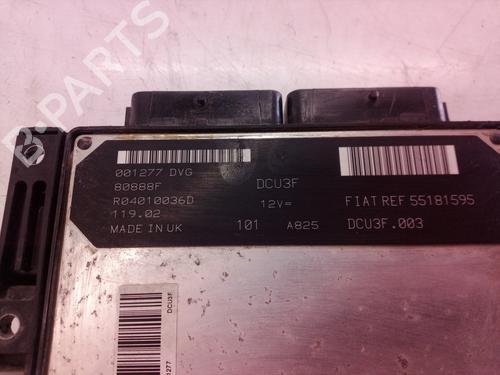 B-PARTS
001277 DVG
80888F
R04010036D
119.02
MADE IN UK
101
A825
DCU3F
12V=
FIAT REF 55181595
DCU3F.003
DCU3F
1277